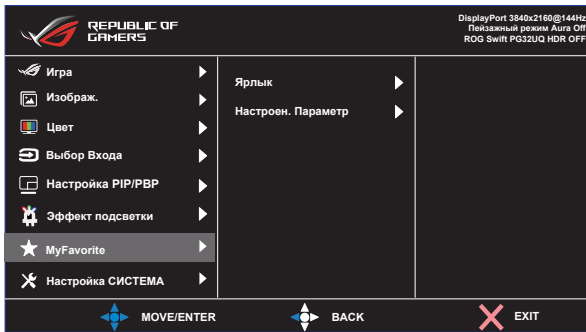 REPUBLIC OF
GAMERS
DisplayPort 3840x2160@144Hz
Пейзажный режим Aura Off
ROG Swift PG32UQ HDR OFF
Игра
Изображ.
Цвет
Выбор Входа
Настройка PIP/PBP
Эффект подсветки
MyFavorite
Настройка СИСТЕМА
Ярлык
Настроен. Параметр
MOVE/ENTER
BACK
EXIT